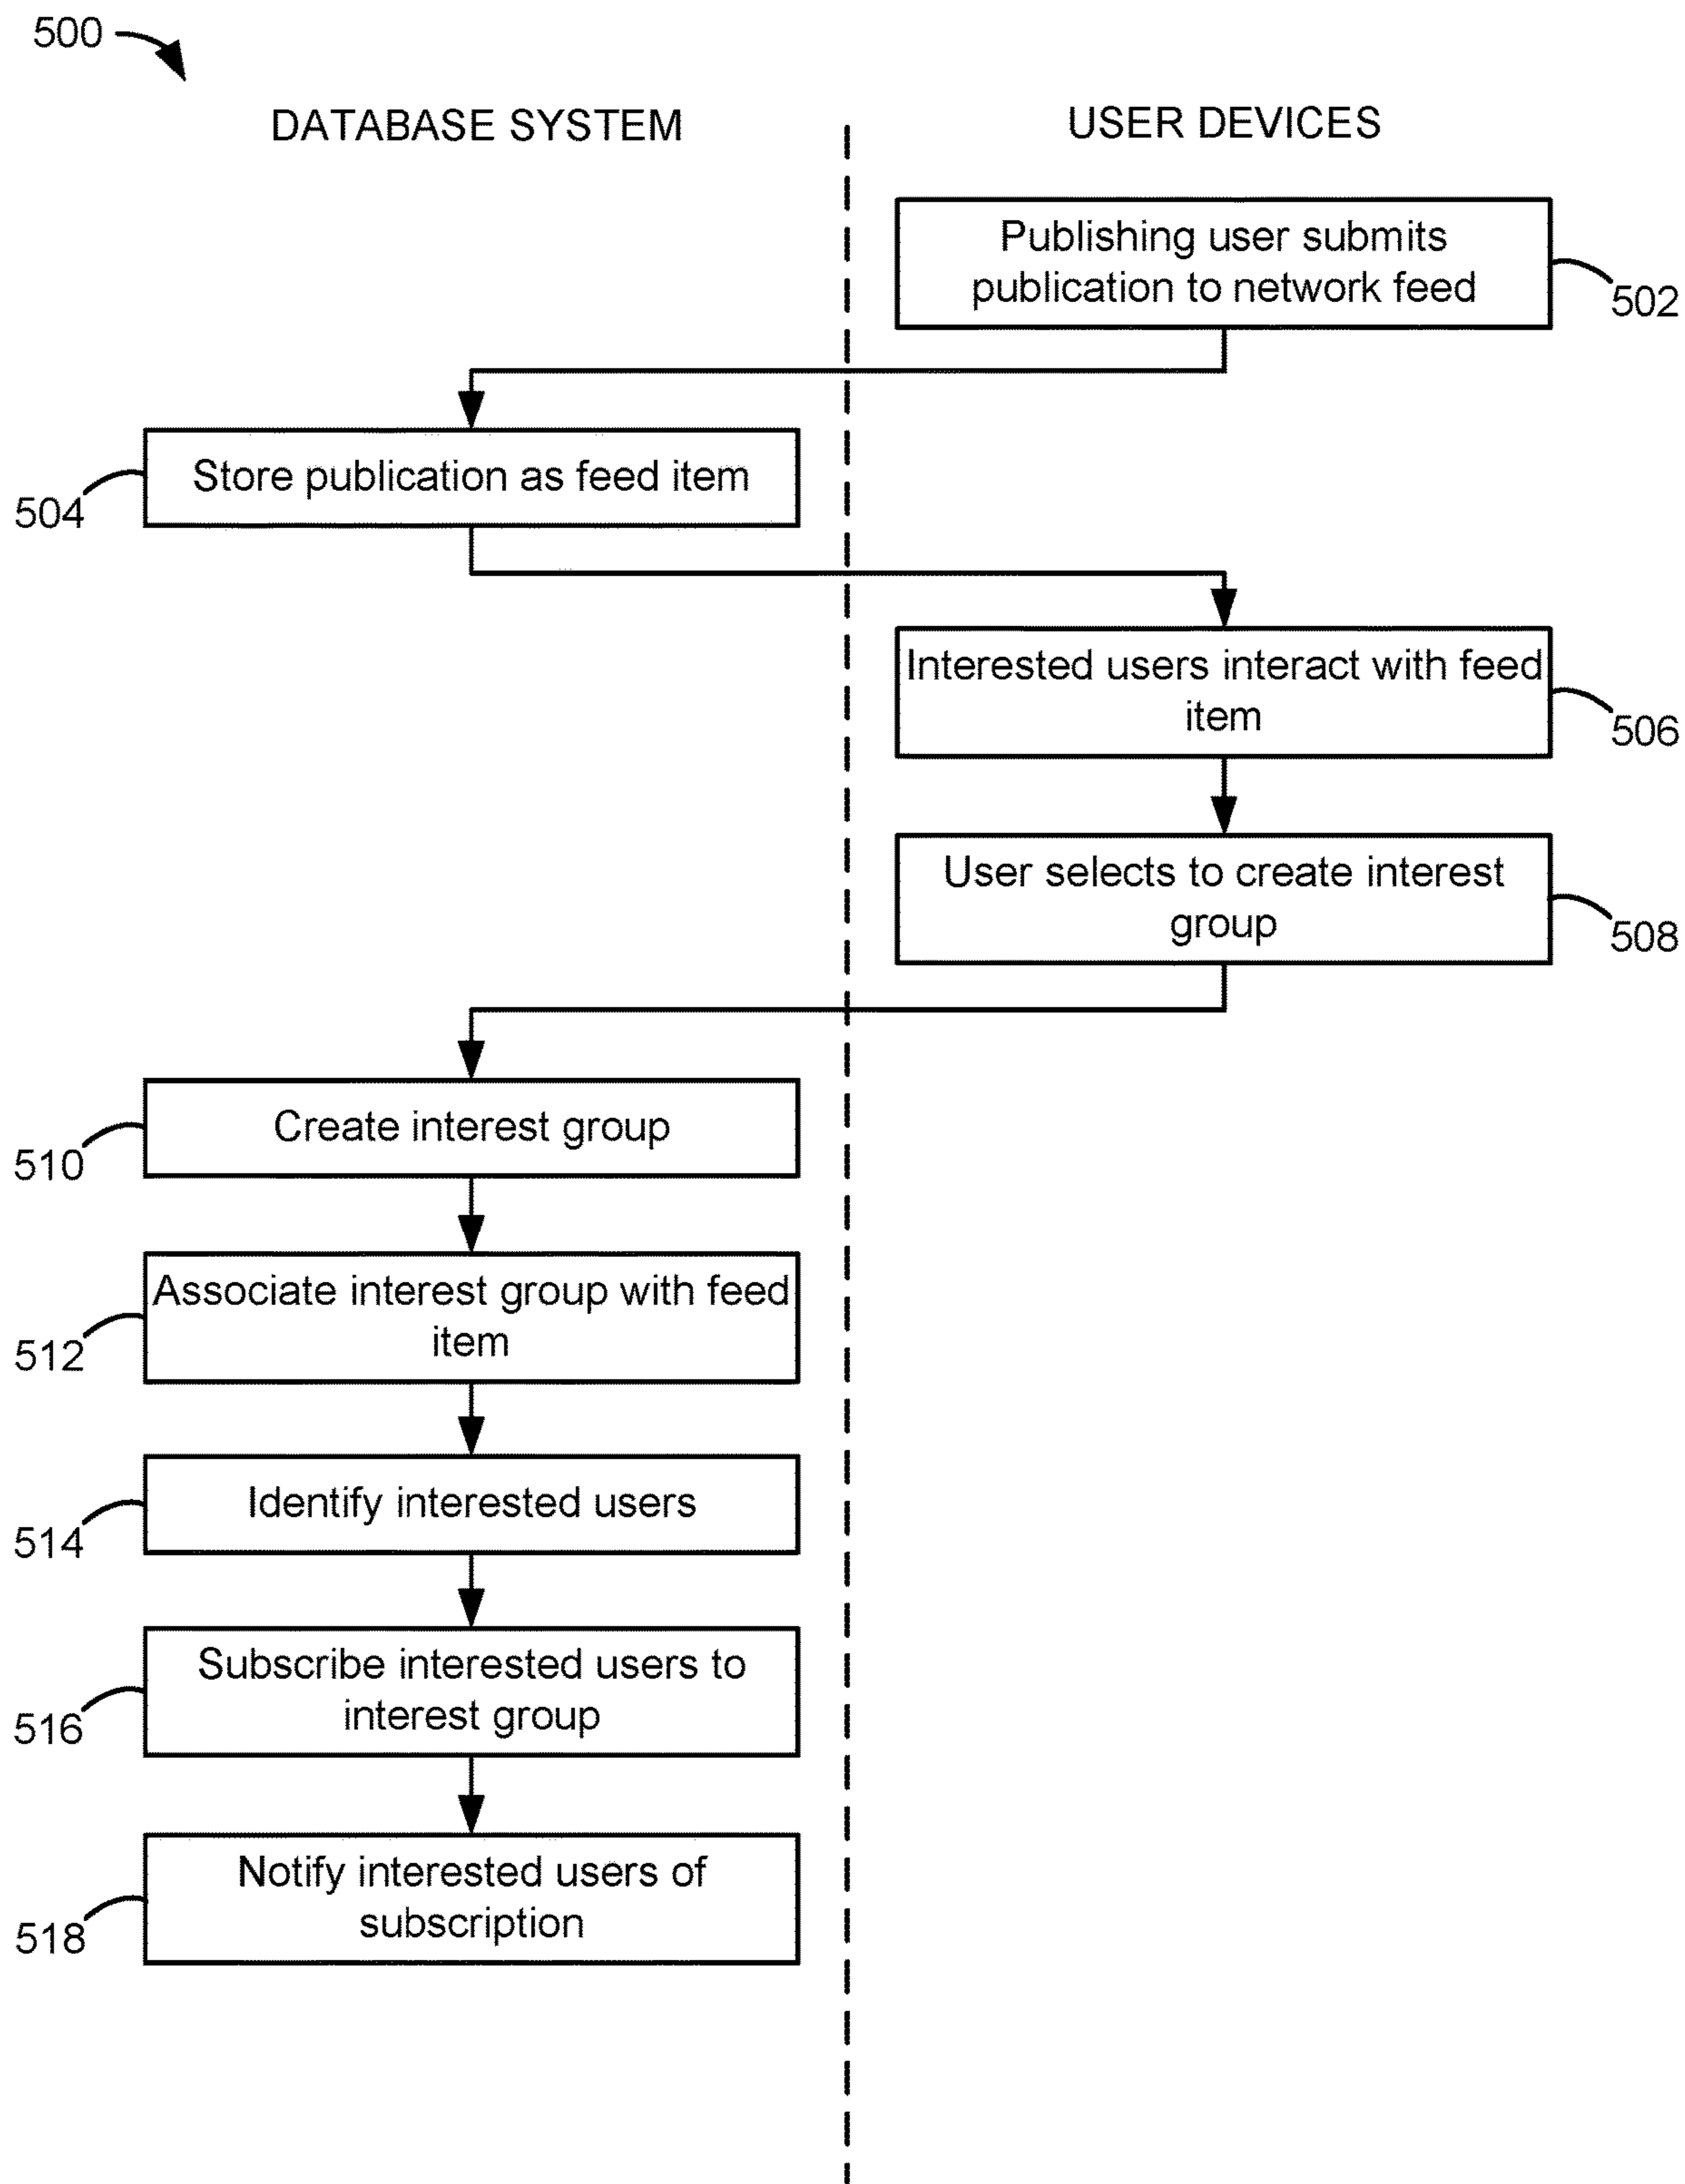 500
DATABASE SYSTEM
USER DEVICES
Publishing user submits
publication to network feed
502
Store publication as feed item
504
Interested users interact with feed
item
506
User selects to create interest
group
508
Create interest group
510
Associate interest group with feed
item
512
Identify interested users
514
Subscribe interested users to
interest group
516
Notify interested users of
subscription
518